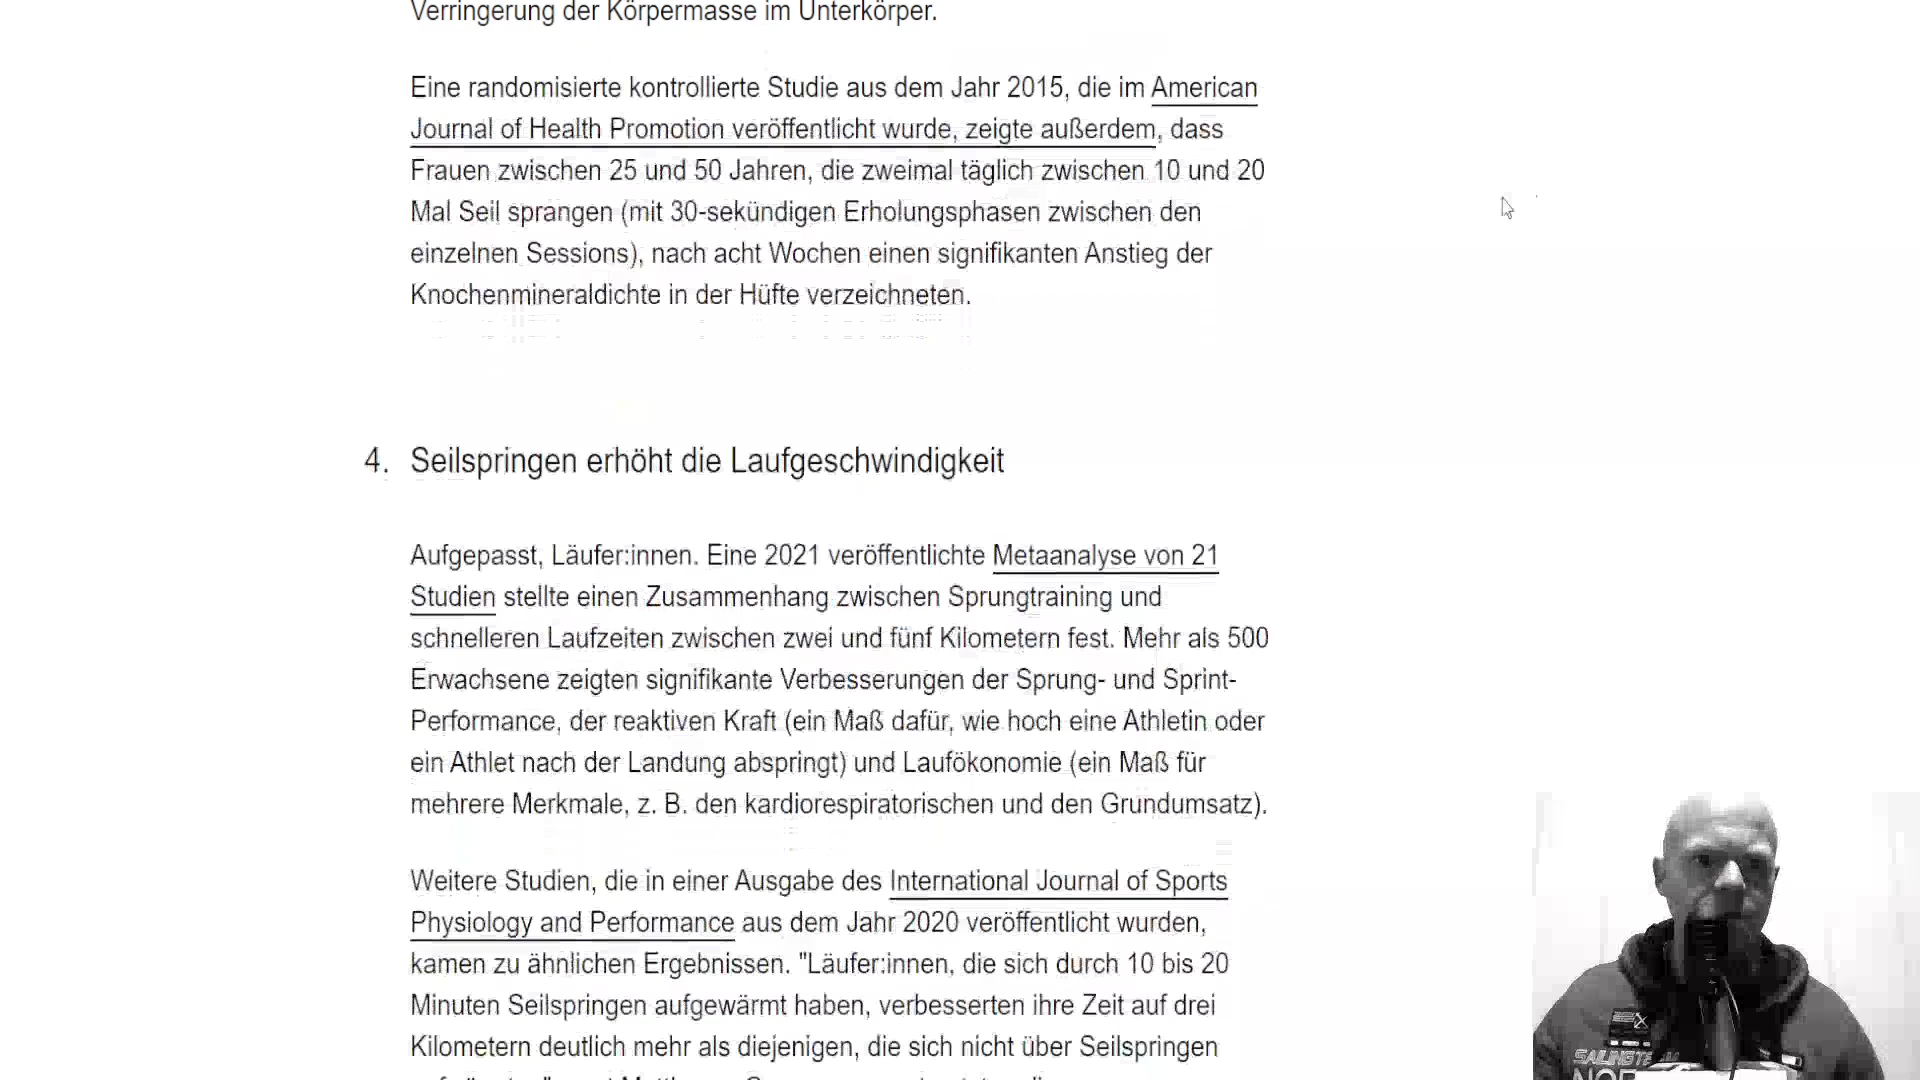 Verringerung der Körpermasse im Unterkörper.
Eine randomisierte kontrollierte Studie aus dem Jahr 2015, die im American
Journal of Health Promotion veröffentlicht wurde, zeigte außerdem, dass
Frauen zwischen 25 und 50 Jahren, die zweimal täglich zwischen 10 und 20
Mal Seil sprangen (mit 30-sekündigen Erholungsphasen zwischen den
einzelnen Sessions), nach acht Wochen einen signifikanten Anstieg der
Knochenmineraldichte in der Hüfte verzeichneten.
4. Seilspringen erhöht die Laufgeschwindigkeit
Aufgepasst, Läufer:innen. Eine 2021 veröffentlichte Metaanalyse von 21
Studien stellte einen Zusammenhang zwischen Sprungtraining und
schnelleren Laufzeiten zwischen zwei und fünf Kilometern fest. Mehr als 500
Erwachsene zeigten signifikante Verbesserungen der Sprung- und Sprint-
Performance, der reaktiven Kraft (ein Maß dafür, wie hoch eine Athletin oder
ein Athlet nach der Landung abspringt) und Laufökonomie (ein Maß für
mehrere Merkmale, z. B. den kardiorespiratorischen und den Grundumsatz).
Weitere Studien, die in einer Ausgabe des International Journal of Sports
Physiology and Performance aus dem Jahr 2020 veröffentlicht wurden,
kamen zu ähnlichen Ergebnissen. "Läufer:innen, die sich durch 10 bis 20
Minuten Seilspringen aufgewärmt haben, verbesserten ihre Zeit auf drei
Kilometern deutlich mehr als diejenigen, die sich nicht über Seilspringen
SAILING